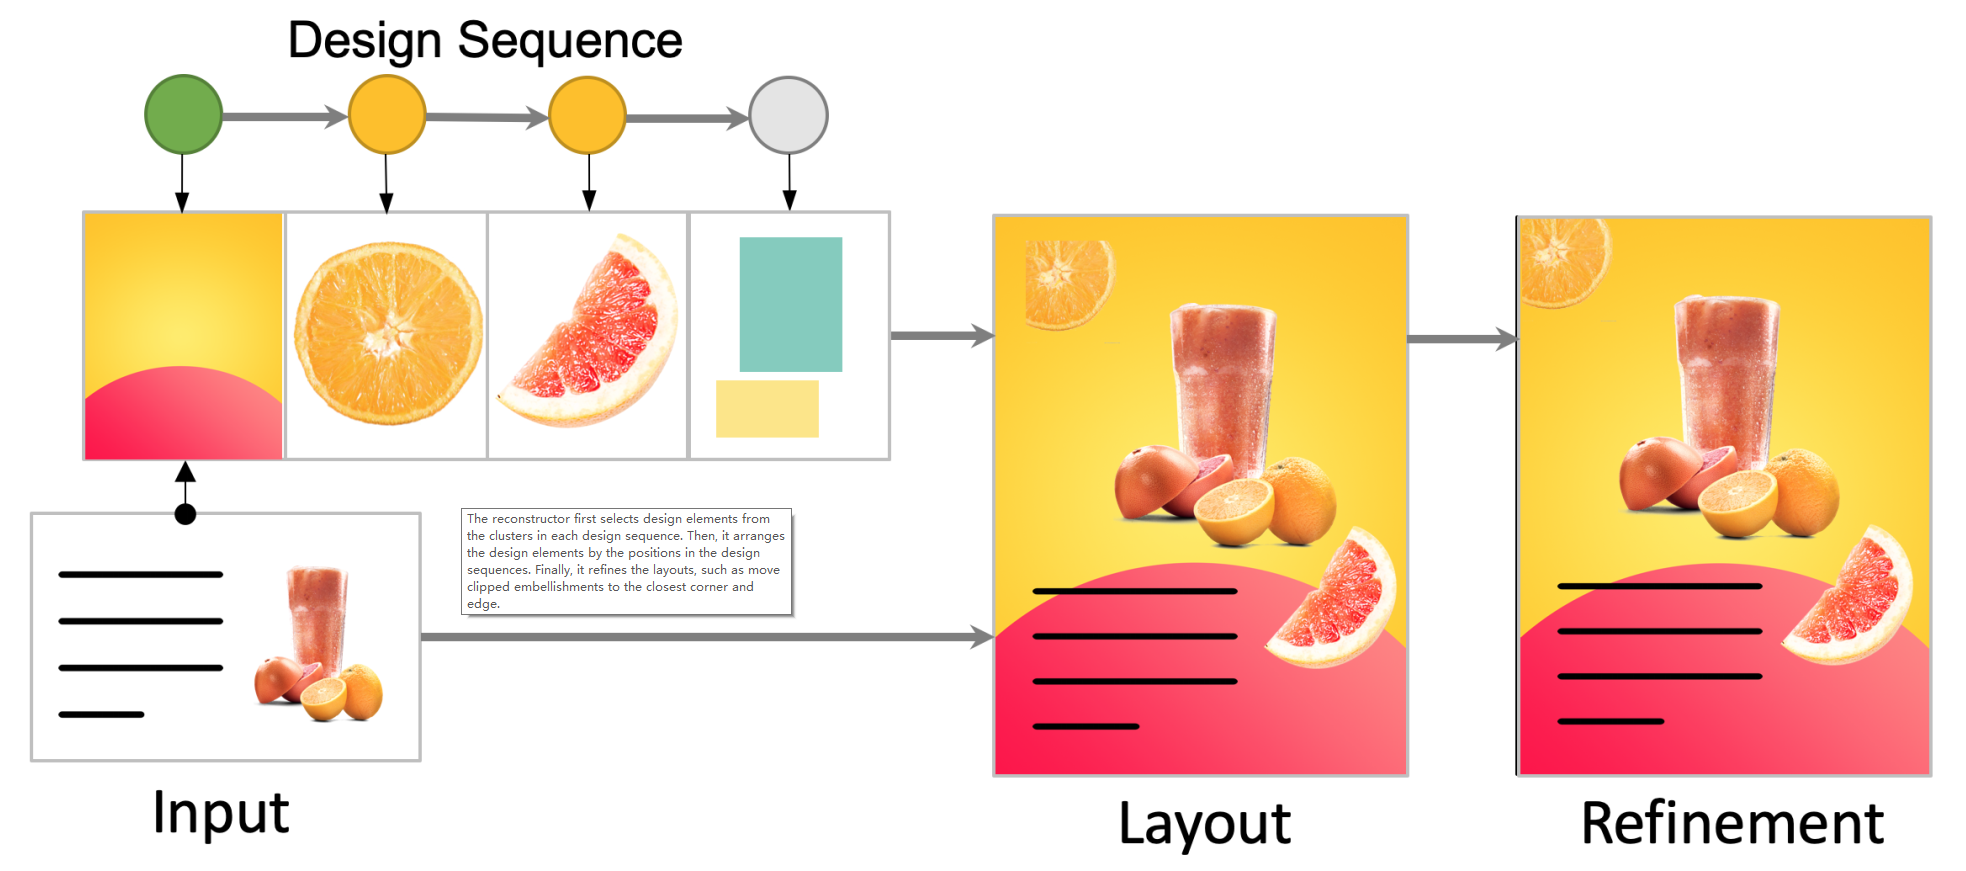 Design Sequence
The reconstructor first selects design elements from
the clusters in each design sequence. Then, it arranges
the design elements by the positions in the design
sequences. Finally, it refines the layouts, such as move
clipped embellishments to the closest corner and
edge.
Input
Layout
Refinement